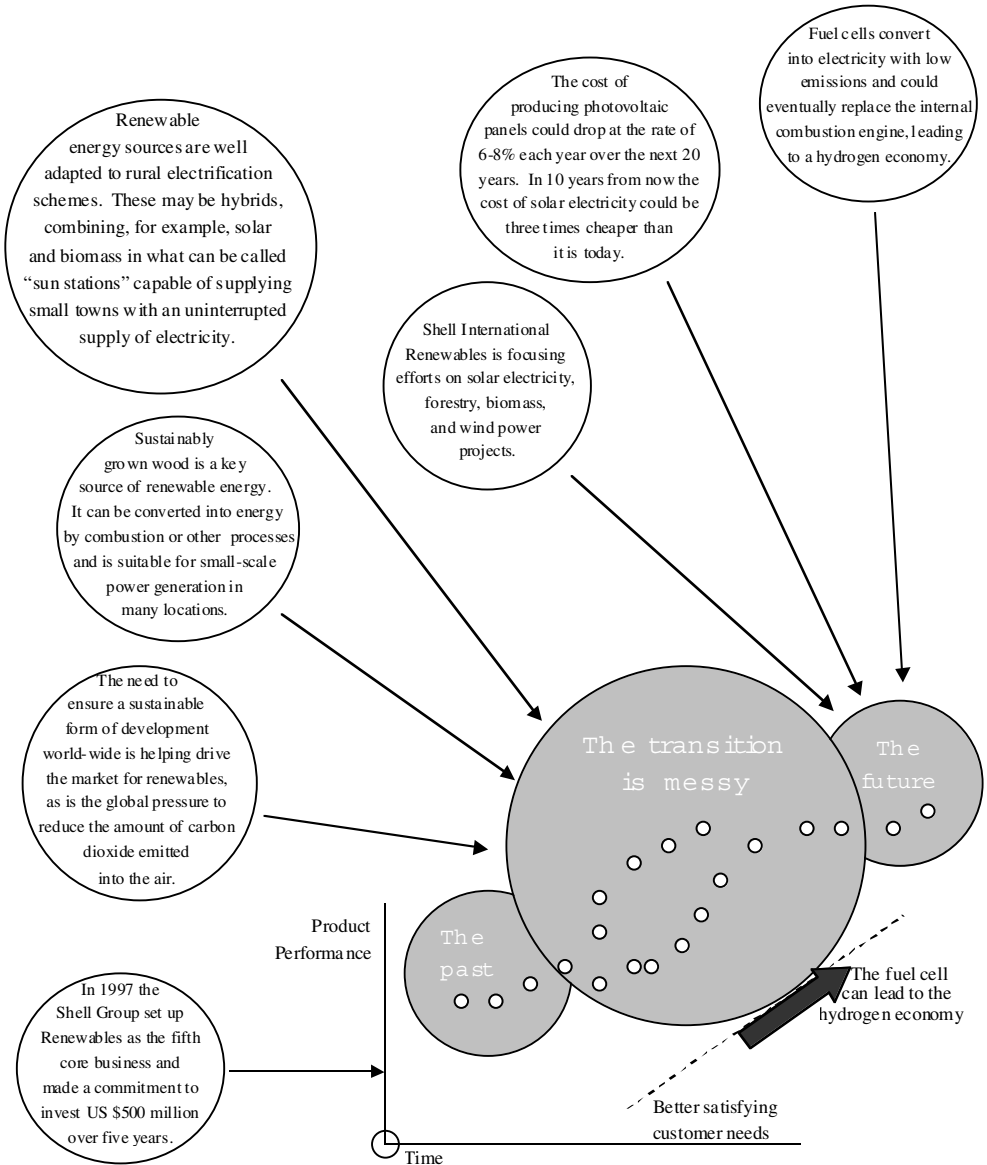 Fuel cells convert
into electricity with low
emissions and could
eventually replace the internal
combustion engine, leading
to a hydrogen economy.
The cost of
producing photovoltaic
panels could drop at the rate of
6-8% each year over the next 20
years. In 10 years from now the
cost of solar electricity could be
three times cheaper than
it is today.
Renewable
energy sources are well
adapted to rural electrification
schemes. These may be hybrids,
combining, for example, solar
and biomass in what can be called
“sun stations” capable of supplying
small towns with an uninterrupted
supply of electricity.
Shell International
Renewables is focusing
efforts on solar electricity,
forestry, biomass,
and wind power
projects.
Sustainably
grown wood is a key
source of renewable energy.
It can be converted into energy
by combustion or other processes
and is suitable for small-scale
power generation in
many locations.
The need to
ensure a sustainable
form of development
world-wide is helping drive
the market for renewables,
as is the global pressure to
reduce the amount of carbon
dioxide emitted
into the air.
The transition
is messy
The
future
The
past
Product
Performance
In 1997 the
Shell Group set up
Renewables as the fifth
core business and
made a commitment to
invest US $500 million
over five years.
The fuel cell
can lead to the
hydrogen economy
Better satisfying
customer needs
Time